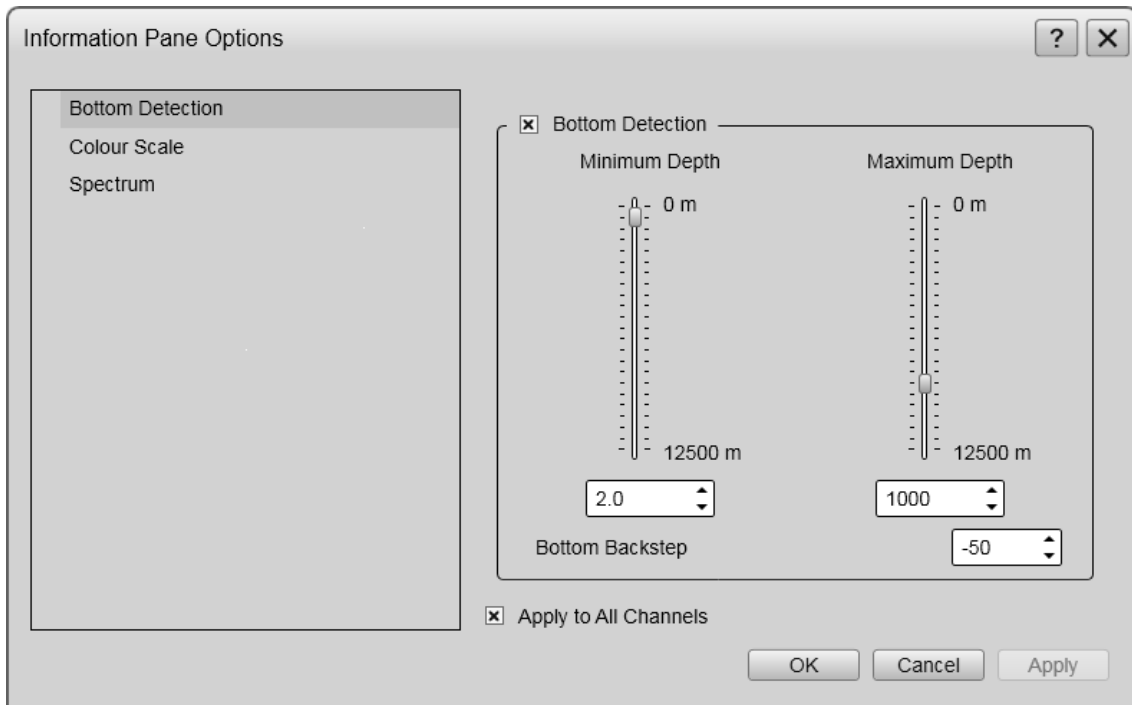 Information Pane Options
?
Bottom Detection
Colour Scale
Spectrum
Bottom Detection
Minimum Depth
Maximum Depth
0 m
0 m
12500 m
12500 m
2.0
1000
Bottom Backstep
-50
Apply to All Channels
OK
Cancel
Apply